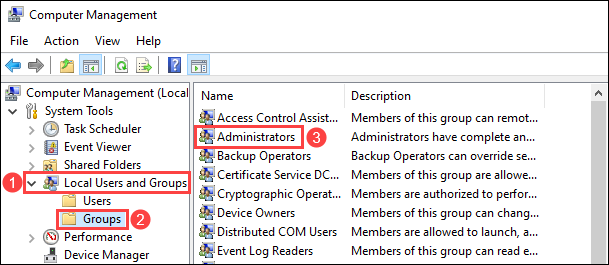 Computer Management
File Action View Help
Computer Management (Local
System Tools
Task Scheduler
Event Viewer
Shared Folders
1 Local Users and Groups
Users
Groups 2
Performance
Device Manager
Name Description
Access Control Assist... Members of this group can remot...
Administrators 3 Administrators have complete an...
Backup Operators Backup Operators can override se...
Certificate Service DC... Members of this group are allowe...
Cryptographic Operat... Members are authorized to perfor...
Device Owners Members of this group can chang...
Distributed COM Users Members are allowed to launch, a...
Event Log Readers Members of this group can read e...